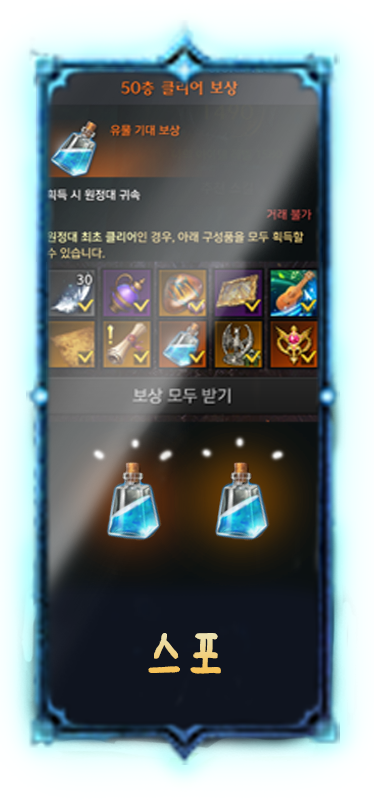 50층 클리어 보상
유물 기대 보상
획득 시 원정대 귀속
거래 불가
원정대 최초 클리어인 경우, 아래 구성품을 모두 획득할
수 있습니다.
30
보상 모두 받기
스포